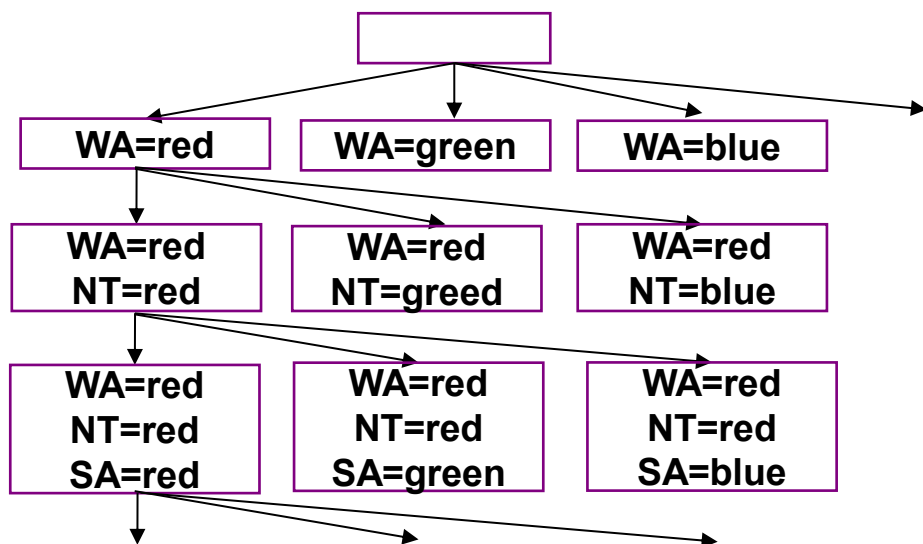 WA=red
WA=green
WA=blue
WA=red
NT=red
WA=red
NT=greed
WA=red
NT=blue
WA=red
NT=red
SA=red
WA=red
NT=red
SA=green
WA=red
NT=red
SA=blue